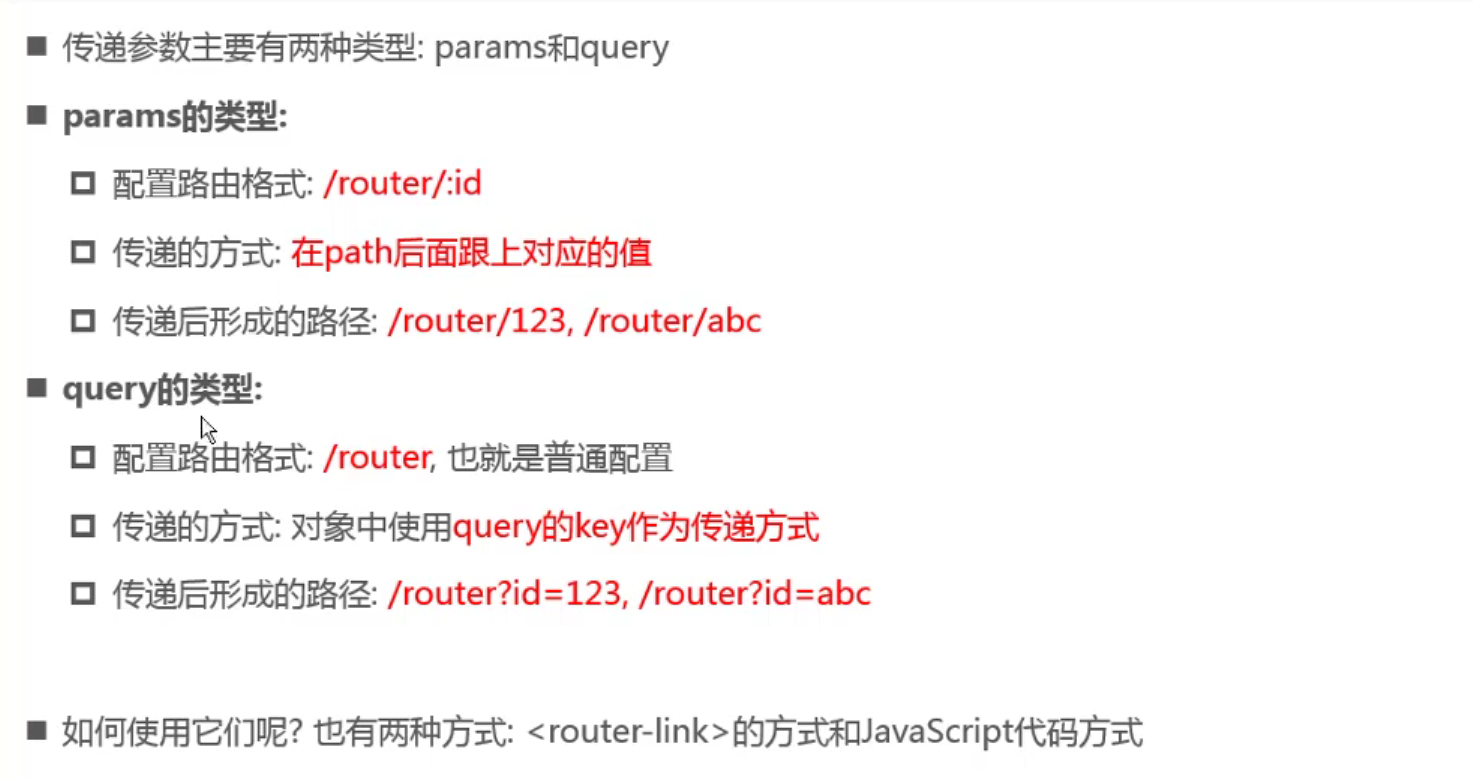 传递参数主要有两种类型: params和query
params的类型:
配置路由格式: /router/:id
传递的方式: 在path后面跟上对应的值
传递后形成的路径: /router/123, /router/abc
query的类型:
配置路由格式: /router, 也就是普通配置
传递的方式: 对象中使用query的key作为传递方式
传递后形成的路径: /router?id=123, /router?id=abc
如何使用它们呢? 也有两种方式: <router-link>的方式和JavaScript代码方式